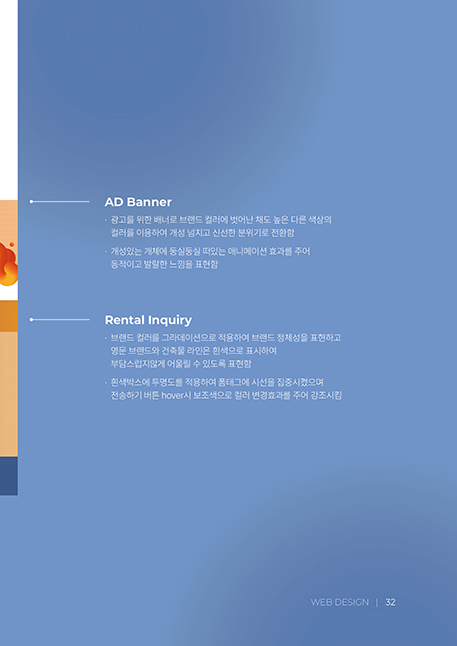 AD Banner
· 광고를 위한 배너로 브랜드 컬러에 벗어난 채도 높은 다른 색상의
컬러를 이용하여 개성 넘치고 신선한 분위기로 전환함
· 개성있는 개체에 둥실둥실 떠있는 애니메이션 효과를 주어
동적이고 발랄한 느낌을 표현함
Rental Inquiry
· 브랜드 컬러를 그라데이션으로 적용하여 브랜드 정체성을 표현하고
영문 브랜드와 건축물 라인은 흰색으로 표시하여
부담스럽지않게 어울릴 수 있도록 표현함
· 흰색박스에 투명도를 적용하여 폼태그에 시선을 집중시켰으며
전송하기 버튼 hover시 보조색으로 컬러 변경효과를 주어 강조시킴
WEB DESIGN | 32